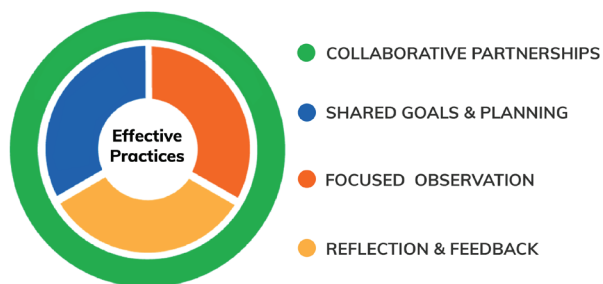 Effective
Practices
COLLABORATIVE PARTNERSHIPS
SHARED GOALS & PLANNING
FOCUSED OBSERVATION
REFLECTION & FEEDBACK